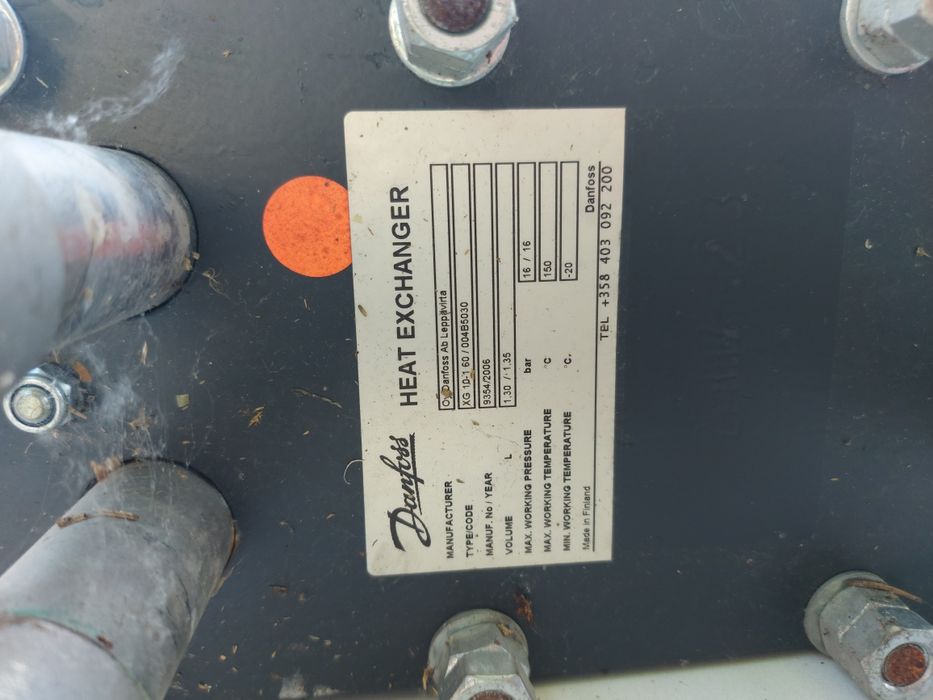 Danfoss HEAT EXCHANGER
MANUFACTURER Oy Danfoss Ab Leppävirta
TYPE/CODE XG 10-1 60 / 004B5030
MANUF. No / YEAR 9354/2006
VOLUME L 1.30 / 1.35
MAX. WORKING PRESSURE bar 16 / 16
MAX. WORKING TEMPERATURE °C 150
MIN. WORKING TEMPERATURE °C. -20
Made in Finland Danfoss
TEL +358 403 092 200